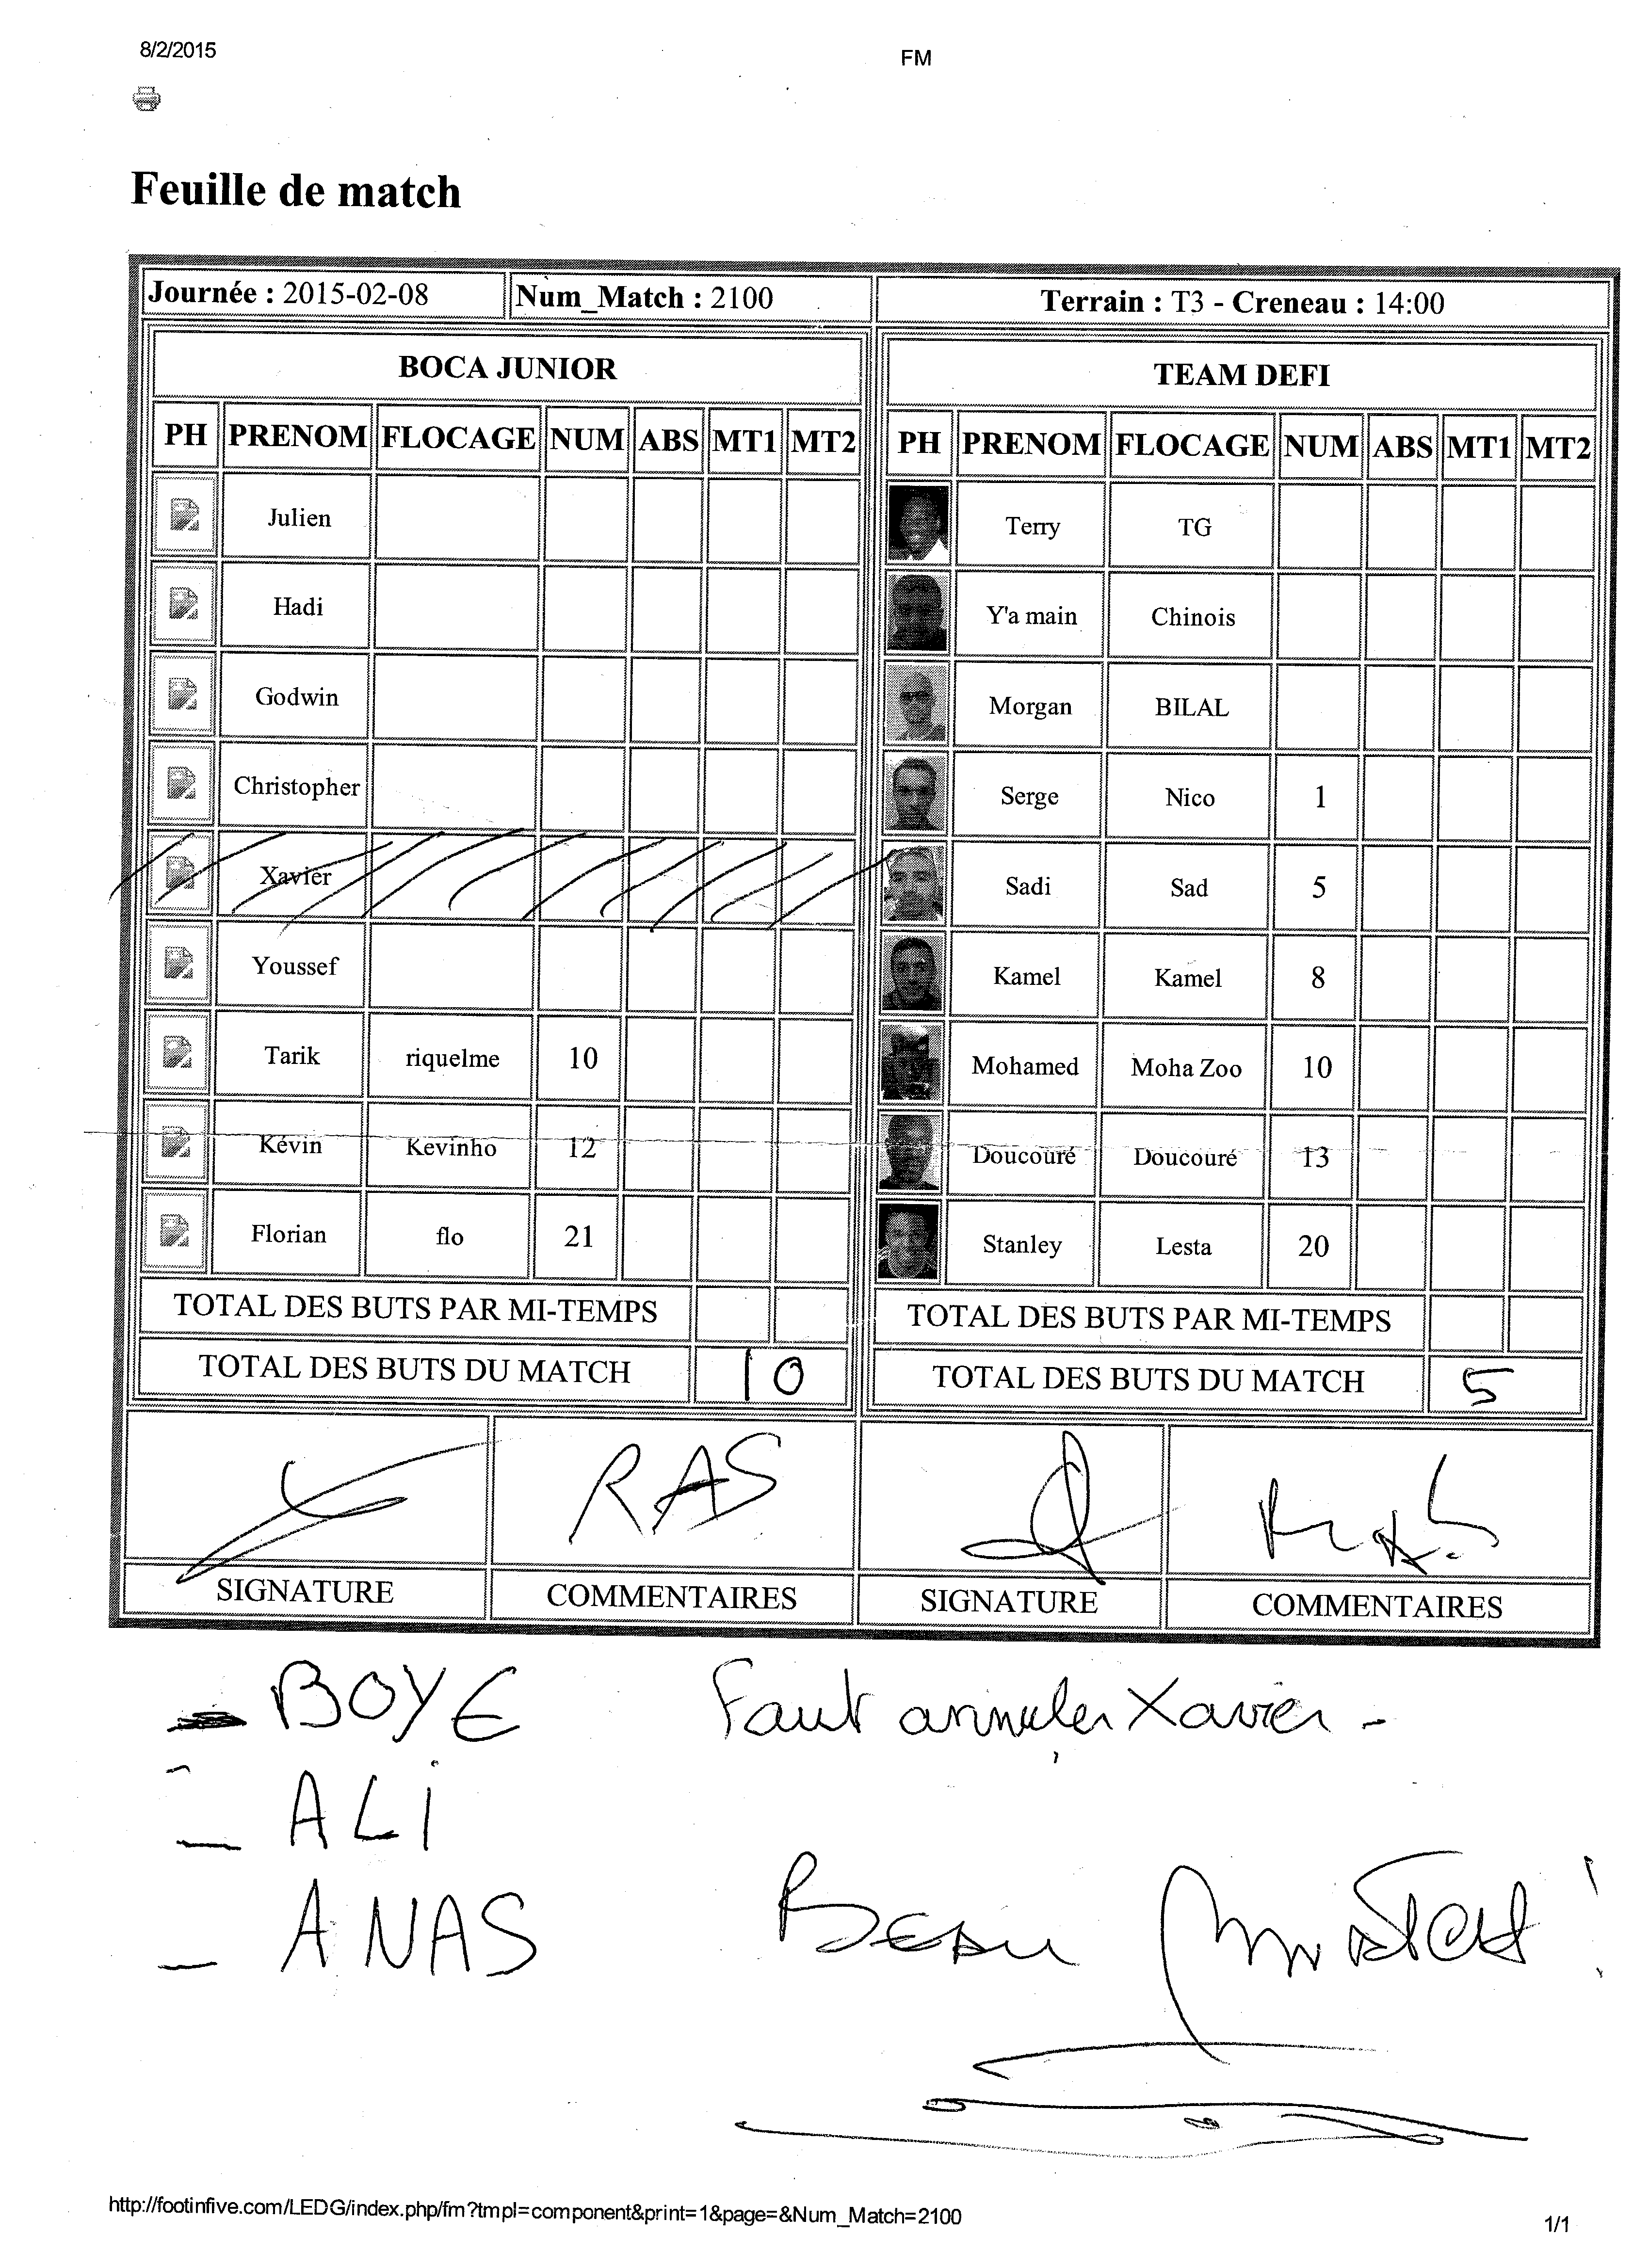 8/2/2015
FM
Feuille de match
Journée : 2015-02-08 Num_Match : 2100 Terrain : T3 - Creneau : 14:00
BOCA JUNIOR TEAM DEFI
PH PRENOM FLOCAGE NUM ABS MT1 MT2 PH PRENOM FLOCAGE NUM ABS MT1 MT2
Julien Terry TG
Hadi Y'a main Chinois
Godwin Morgan BILAL
Christopher Serge Nico 1
Xavier Sadi Sad 5
Youssef Kamel Kamel 8
Tarik riquelme 10 Mohamed Moha Zoo 10
Kévin Kevinho 12 Doucouré Doucouré 13
Florian flo 21 Stanley Lesta 20
TOTAL DES BUTS PAR MI-TEMPS TOTAL DES BUTS PAR MI-TEMPS
TOTAL DES BUTS DU MATCH 10 TOTAL DES BUTS DU MATCH 5
RAS R.A.S
SIGNATURE COMMENTAIRES SIGNATURE COMMENTAIRES
- BOYE Faut annuler Xavier -
- ALI
- ANAS Beau match !
http://footinfive.com/LEDG/index.php/fm?tmpl=component&print=1&page=&Num_Match=2100
1/1